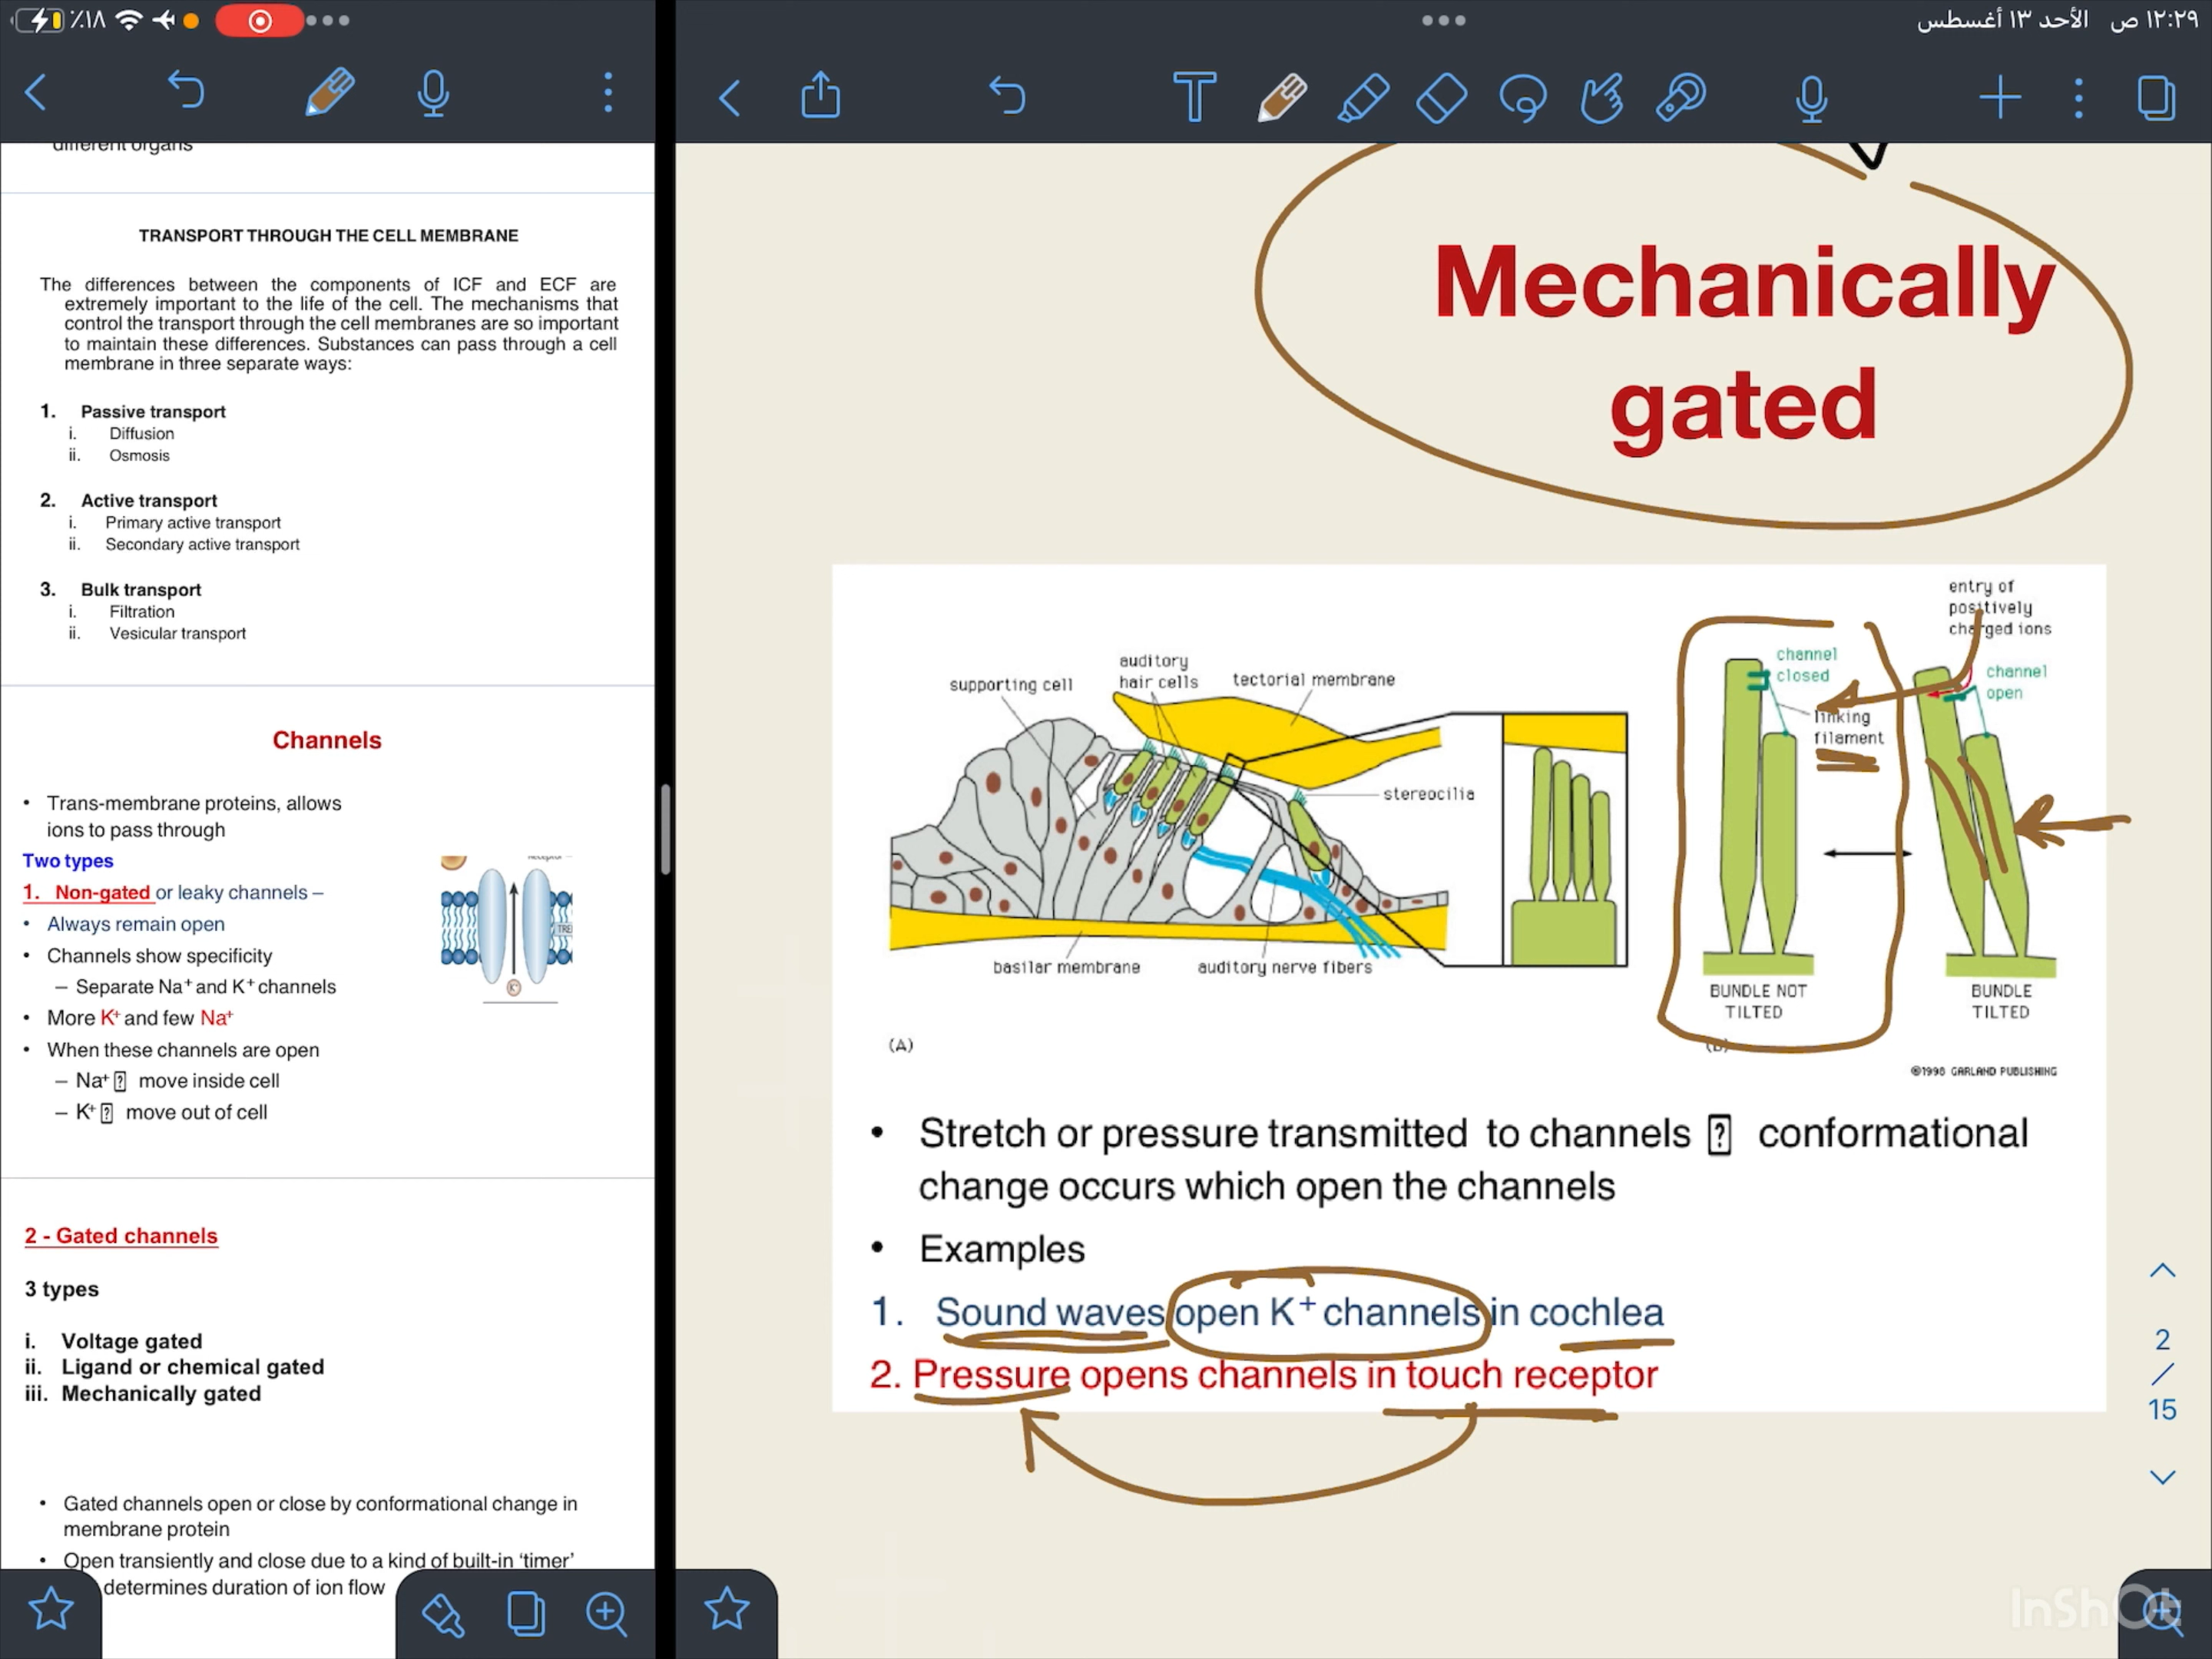 ٪١٨
١٢:٢٩ ص الأحد ١٣ أغسطس
different organs
TRANSPORT THROUGH THE CELL MEMBRANE
The differences between the components of ICF and ECF are
extremely important to the life of the cell. The mechanisms that
control the transport through the cell membranes are so important
to maintain these differences. Substances can pass through a cell
membrane in three separate ways:
1. Passive transport
i. Diffusion
ii. Osmosis
2. Active transport
i. Primary active transport
ii. Secondary active transport
3. Bulk transport
i. Filtration
ii. Vesicular transport
Channels
• Trans-membrane proteins, allows
ions to pass through
Two types
1. Non-gated or leaky channels –
• Always remain open
• Channels show specificity
– Separate Na⁺ and K⁺ channels
• More K⁺ and few Na⁺
• When these channels are open
– Na⁺ ⍰ move inside cell
– K⁺ ⍰ move out of cell
K⁺
2 - Gated channels
3 types
i. Voltage gated
ii. Ligand or chemical gated
iii. Mechanically gated
• Gated channels open or close by conformational change in
membrane protein
• Open transiently and close due to a kind of built-in ‘timer’
determines duration of ion flow
Mechanically
gated
supporting cell
auditory
hair cells
tectorial membrane
stereocilia
basilar membrane
auditory nerve fibers
(A)
channel
closed
linking
filament
entry of
positively
charged ions
channel
open
BUNDLE NOT
TILTED
BUNDLE
TILTED
(B)
©1998 GARLAND PUBLISHING
• Stretch or pressure transmitted to channels ⍰ conformational
change occurs which open the channels
• Examples
1. Sound waves open K⁺ channels in cochlea
2. Pressure opens channels in touch receptor
2
/
15
InShOt